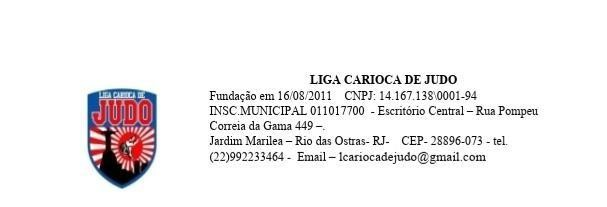 LIGA CARIOCA DE
JUDO
LIGA CARIOCA DE JUDO
Fundação em 16/08/2011 CNPJ: 14.167.138\0001-94
INSC.MUNICIPAL 011017700 - Escritório Central – Rua Pompeu
Correia da Gama 449 –.
Jardim Marilea – Rio das Ostras- RJ- CEP- 28896-073 - tel.
(22)992233464 - Email – lcariocadejudo@gmail.com